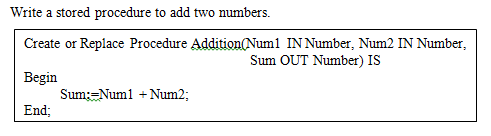 Write a stored procedure to add two numbers.
Create or Replace Procedure Addition(Num1 IN Number, Num2 IN Number,
Sum OUT Number) IS
Begin
Sum:=Num1 + Num2;
End;